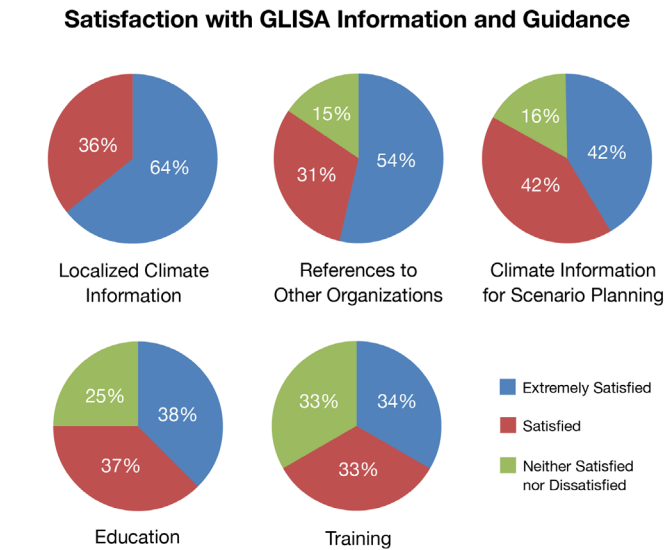 Satisfaction with GLISA Information and Guidance
36%
64%
15%
31%
54%
16%
42%
42%
Localized Climate
Information
References to
Other Organizations
Climate Information
for Scenario Planning
25%
38%
37%
33%
34%
33%
Extremely Satisfied
Satisfied
Neither Satisfied
nor Dissatisfied
Education
Training